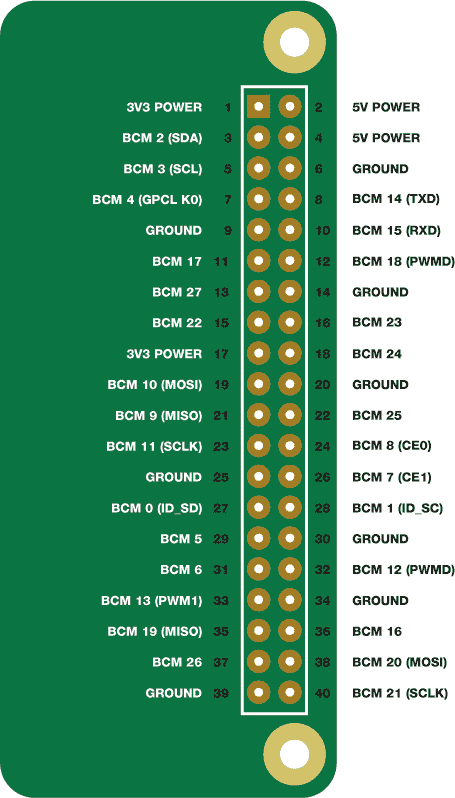 3V3 POWER 1 2 5V POWER
BCM 2 (SDA) 3 4 5V POWER
BCM 3 (SCL) 5 6 GROUND
BCM 4 (GPCL K0) 7 8 BCM 14 (TXD)
GROUND 9 10 BCM 15 (RXD)
BCM 17 11 12 BCM 18 (PWMD)
BCM 27 13 14 GROUND
BCM 22 15 16 BCM 23
3V3 POWER 17 18 BCM 24
BCM 10 (MOSI) 19 20 GROUND
BCM 9 (MISO) 21 22 BCM 25
BCM 11 (SCLK) 23 24 BCM 8 (CE0)
GROUND 25 26 BCM 7 (CE1)
BCM 0 (ID_SD) 27 28 BCM 1 (ID_SC)
BCM 5 29 30 GROUND
BCM 6 31 32 BCM 12 (PWMD)
BCM 13 (PWM1) 33 34 GROUND
BCM 19 (MISO) 35 36 BCM 16
BCM 26 37 38 BCM 20 (MOSI)
GROUND 39 40 BCM 21 (SCLK)